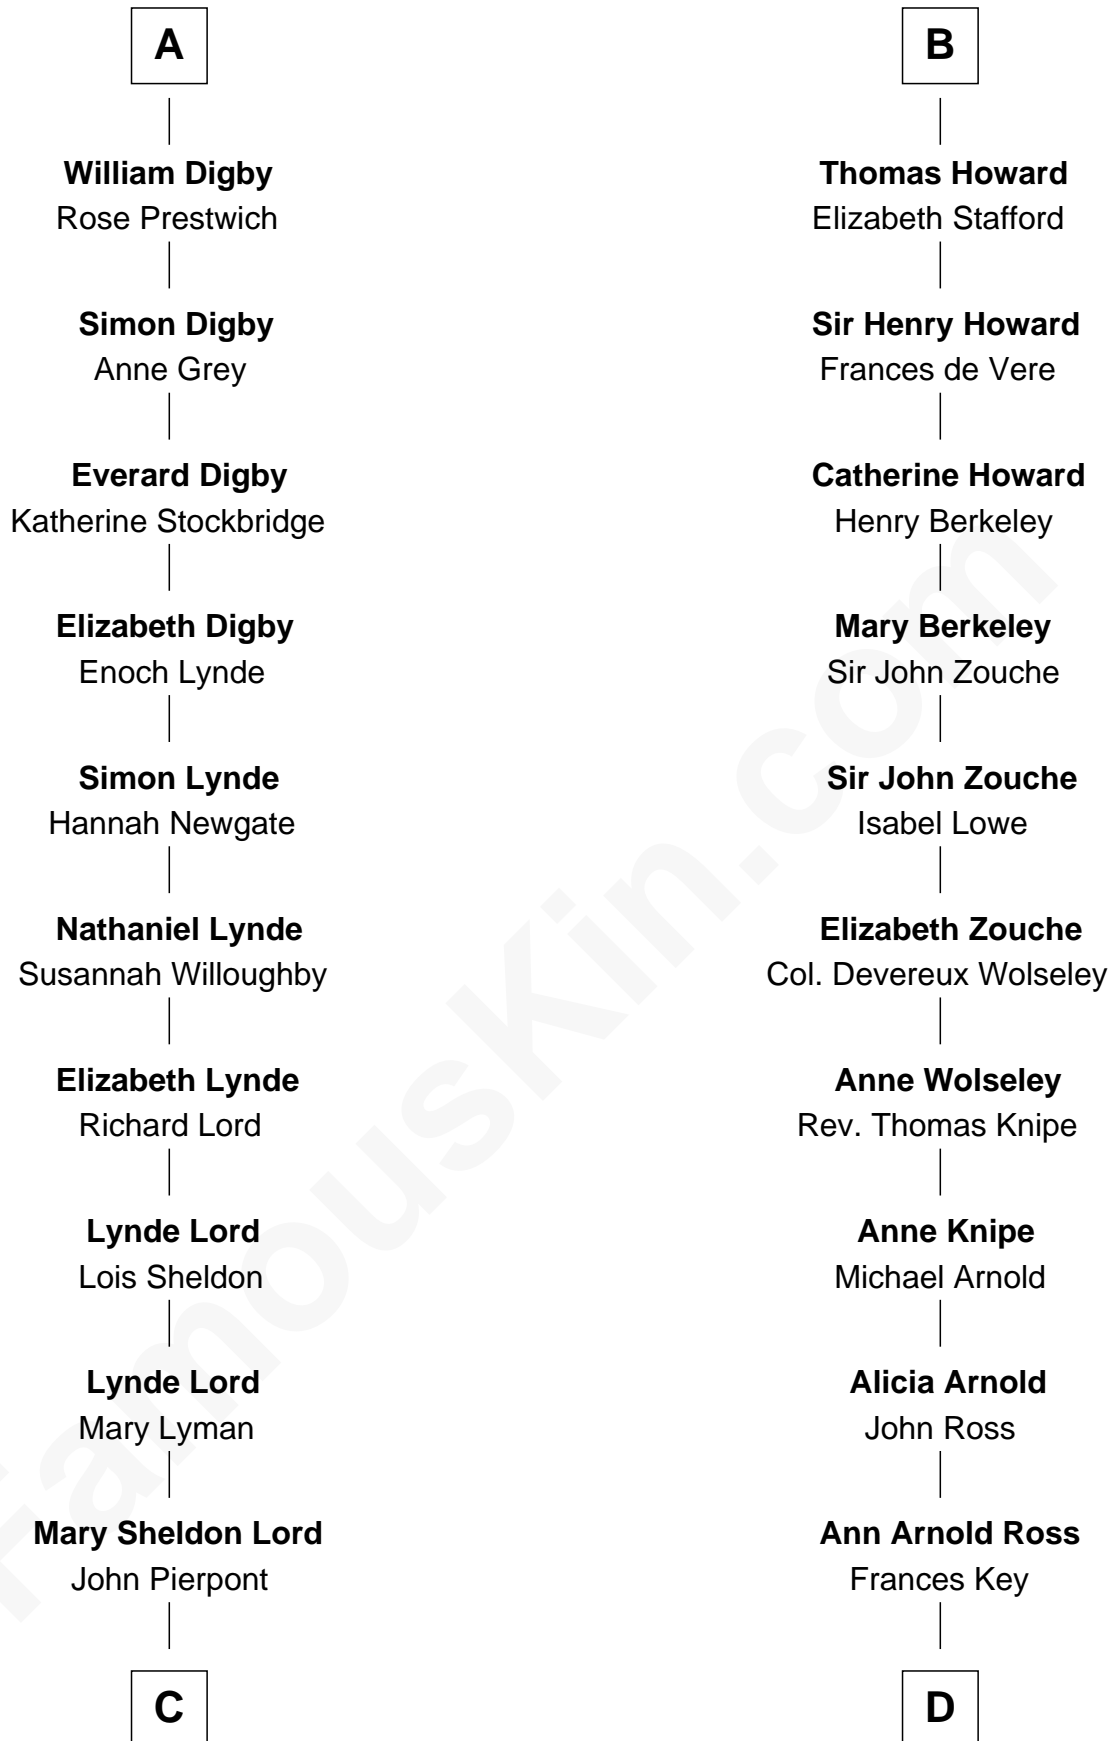 A
William Digby
Rose Prestwich
Simon Digby
Anne Grey
Everard Digby
Katherine Stockbridge
Elizabeth Digby
Enoch Lynde
Simon Lynde
Hannah Newgate
Nathaniel Lynde
Susannah Willoughby
Elizabeth Lynde
Richard Lord
Lynde Lord
Lois Sheldon
Lynde Lord
Mary Lyman
Mary Sheldon Lord
John Pierpont
C
B
Thomas Howard
Elizabeth Stafford
Sir Henry Howard
Frances de Vere
Catherine Howard
Henry Berkeley
Mary Berkeley
Sir John Zouche
Sir John Zouche
Isabel Lowe
Elizabeth Zouche
Col. Devereux Wolseley
Anne Wolseley
Rev. Thomas Knipe
Anne Knipe
Michael Arnold
Alicia Arnold
John Ross
Ann Arnold Ross
Frances Key
D
FamousKin.com